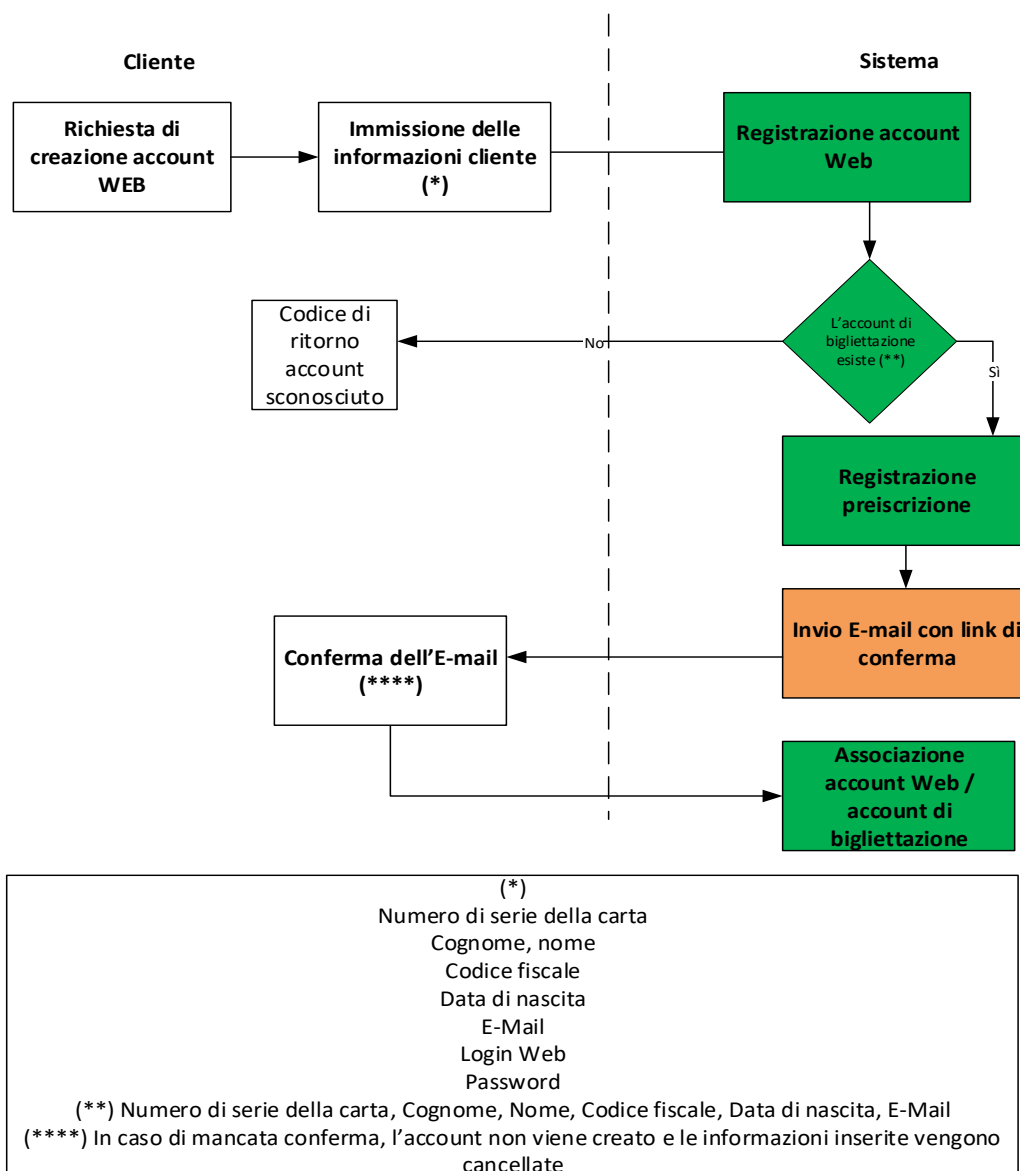 Cliente
Sistema
Richiesta di
creazione account
WEB
Immissione delle
informazioni cliente
(*)
Registrazione account
Web
L’account di
bigliettazione
esiste (**)
No
Sì
Codice di
ritorno
account
sconosciuto
Registrazione
preiscrizione
Invio E-mail con link di
conferma
Conferma dell’E-mail
(****)
Associazione
account Web /
account di
bigliettazione
(*)
Numero di serie della carta
Cognome, nome
Codice fiscale
Data di nascita
E-Mail
Login Web
Password
(**) Numero di serie della carta, Cognome, Nome, Codice fiscale, Data di nascita, E-Mail
(****) In caso di mancata conferma, l’account non viene creato e le informazioni inserite vengono
cancellate